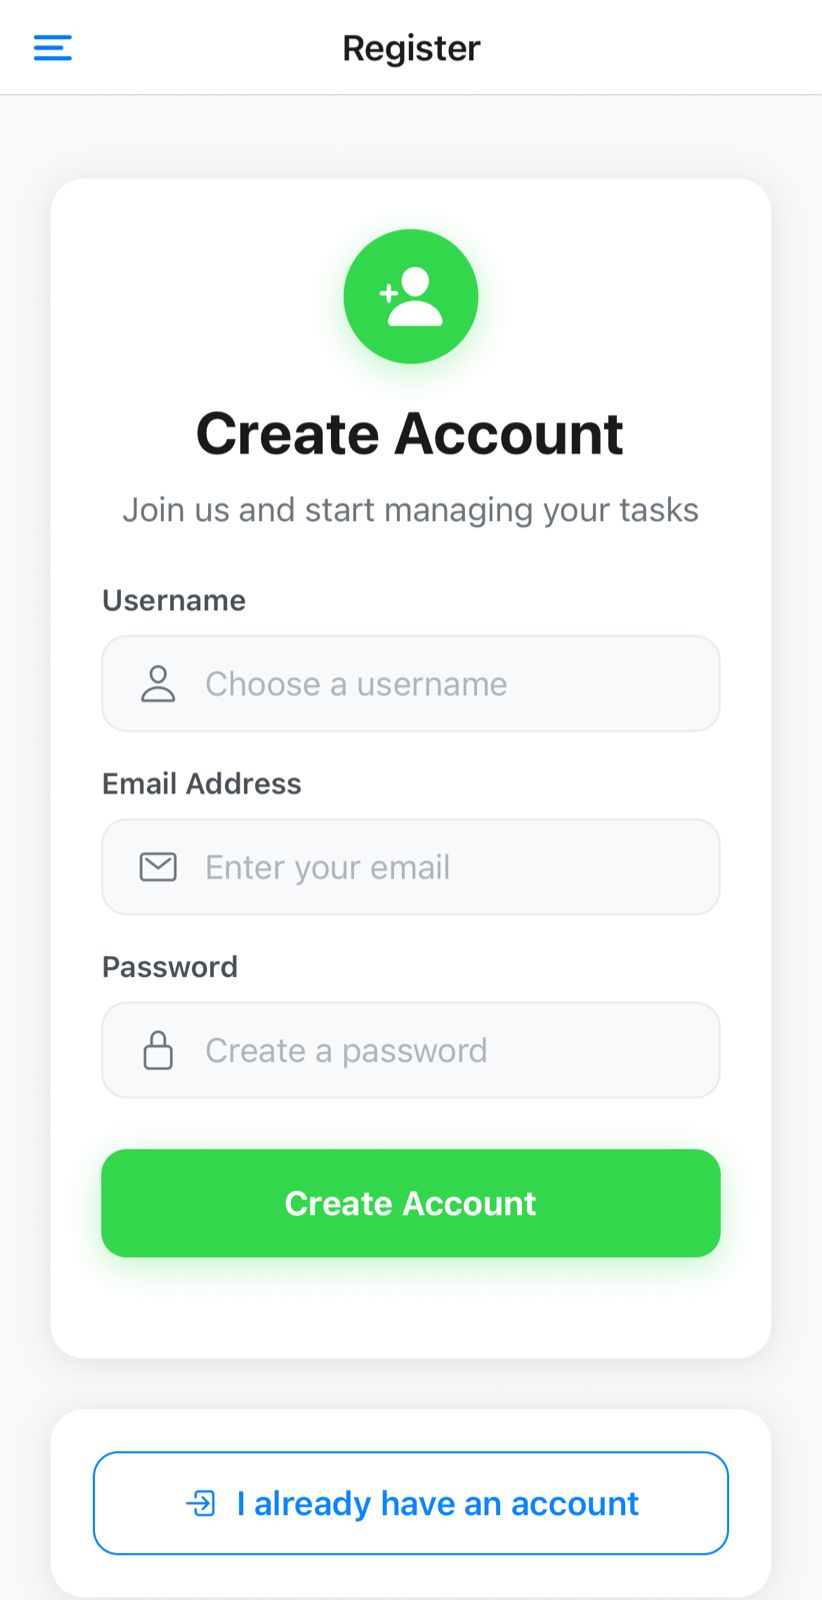 Register
Create Account
Join us and start managing your tasks
Username
Choose a username
Email Address
Enter your email
Password
Create a password
Create Account
I already have an account